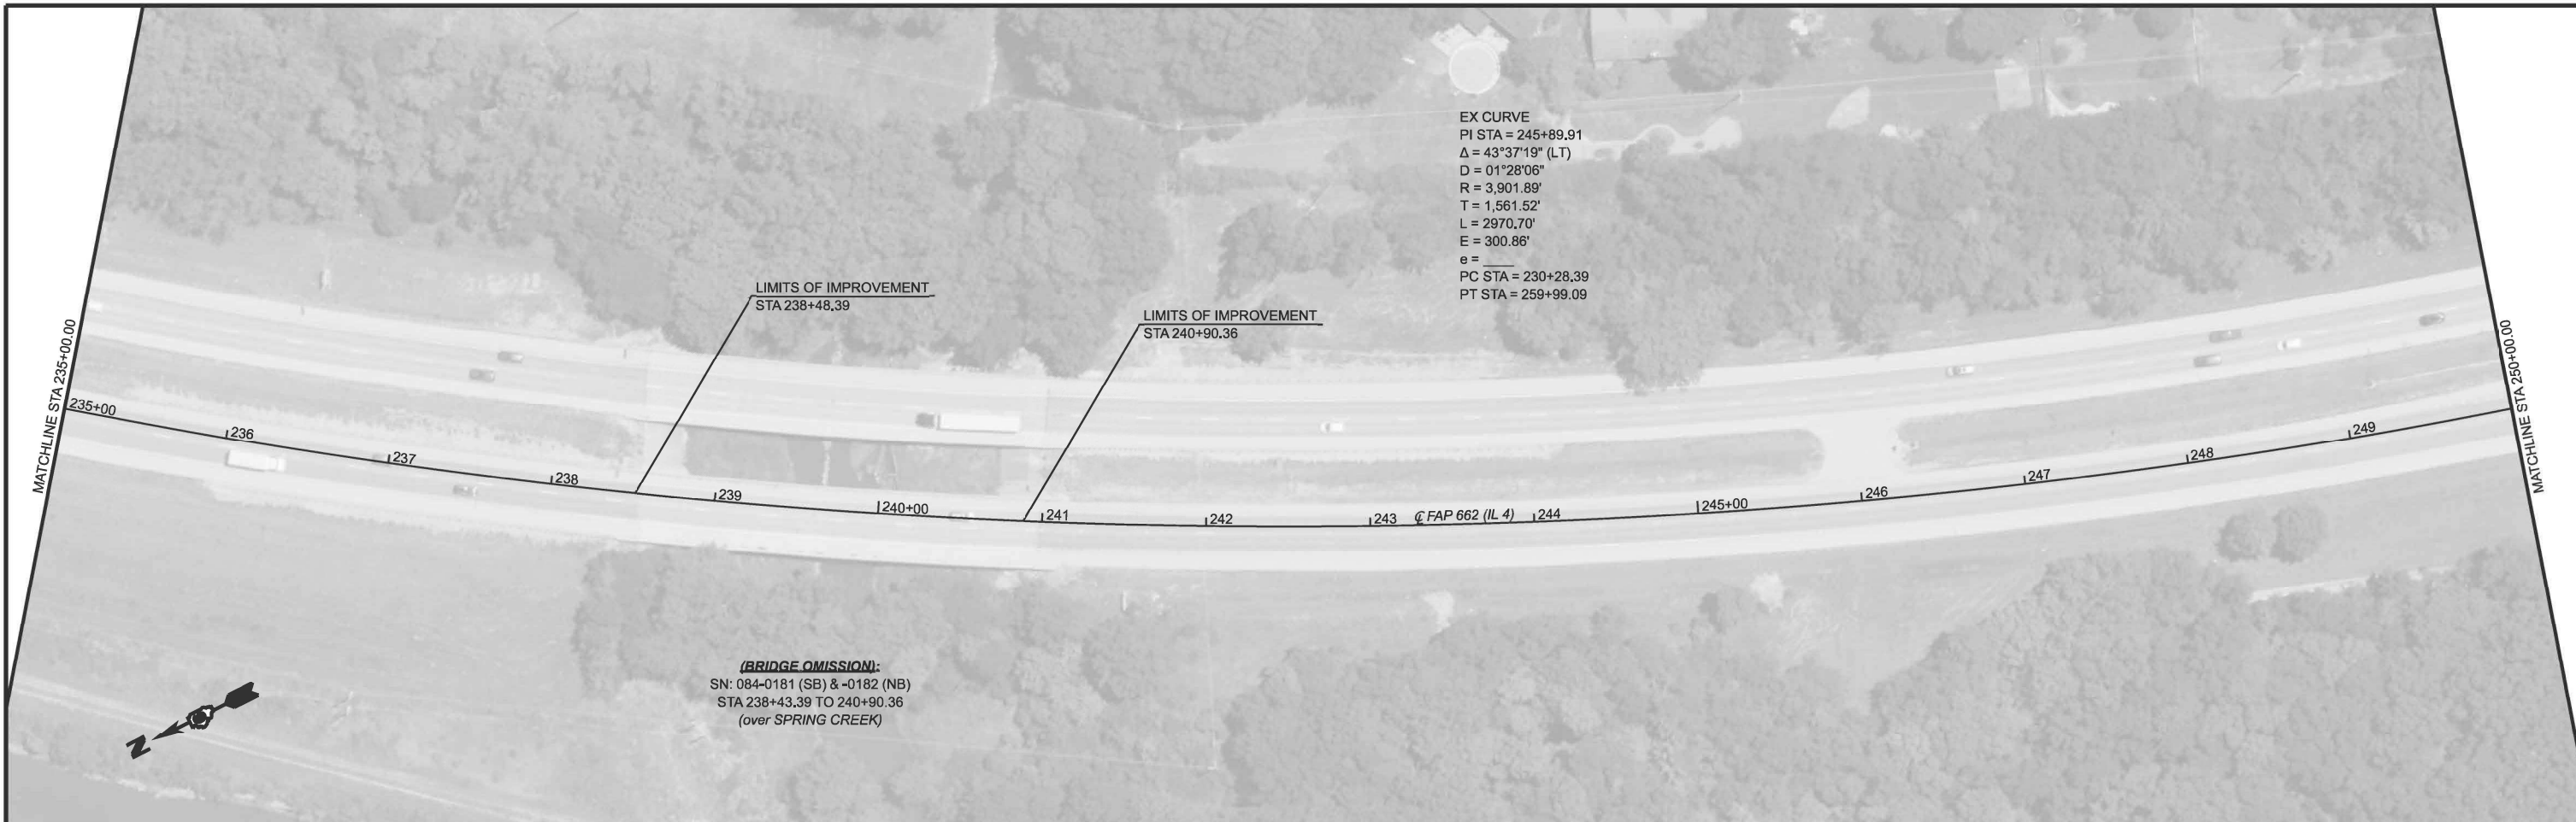 EX CURVE
PI STA = 245+89.91
Δ = 43°37'19" (LT)
D = 01°28'06"
R = 3,901.89'
T = 1,561.52'
L = 2970.70'
E = 300.86'
e = ____
PC STA = 230+28.39
PT STA = 259+99.09
LIMITS OF IMPROVEMENT
STA 238+48.39
LIMITS OF IMPROVEMENT
STA 240+90.36
MATCHLINE STA 235+00.00
MATCHLINE STA 250+00.00
235+00
236
237
238
239
240+00
241
242
243
℄ FAP 662 (IL 4)
244
245+00
246
247
248
249
(BRIDGE OMISSION):
SN: 084-0181 (SB) & -0182 (NB)
STA 238+43.39 TO 240+90.36
(over SPRING CREEK)
N